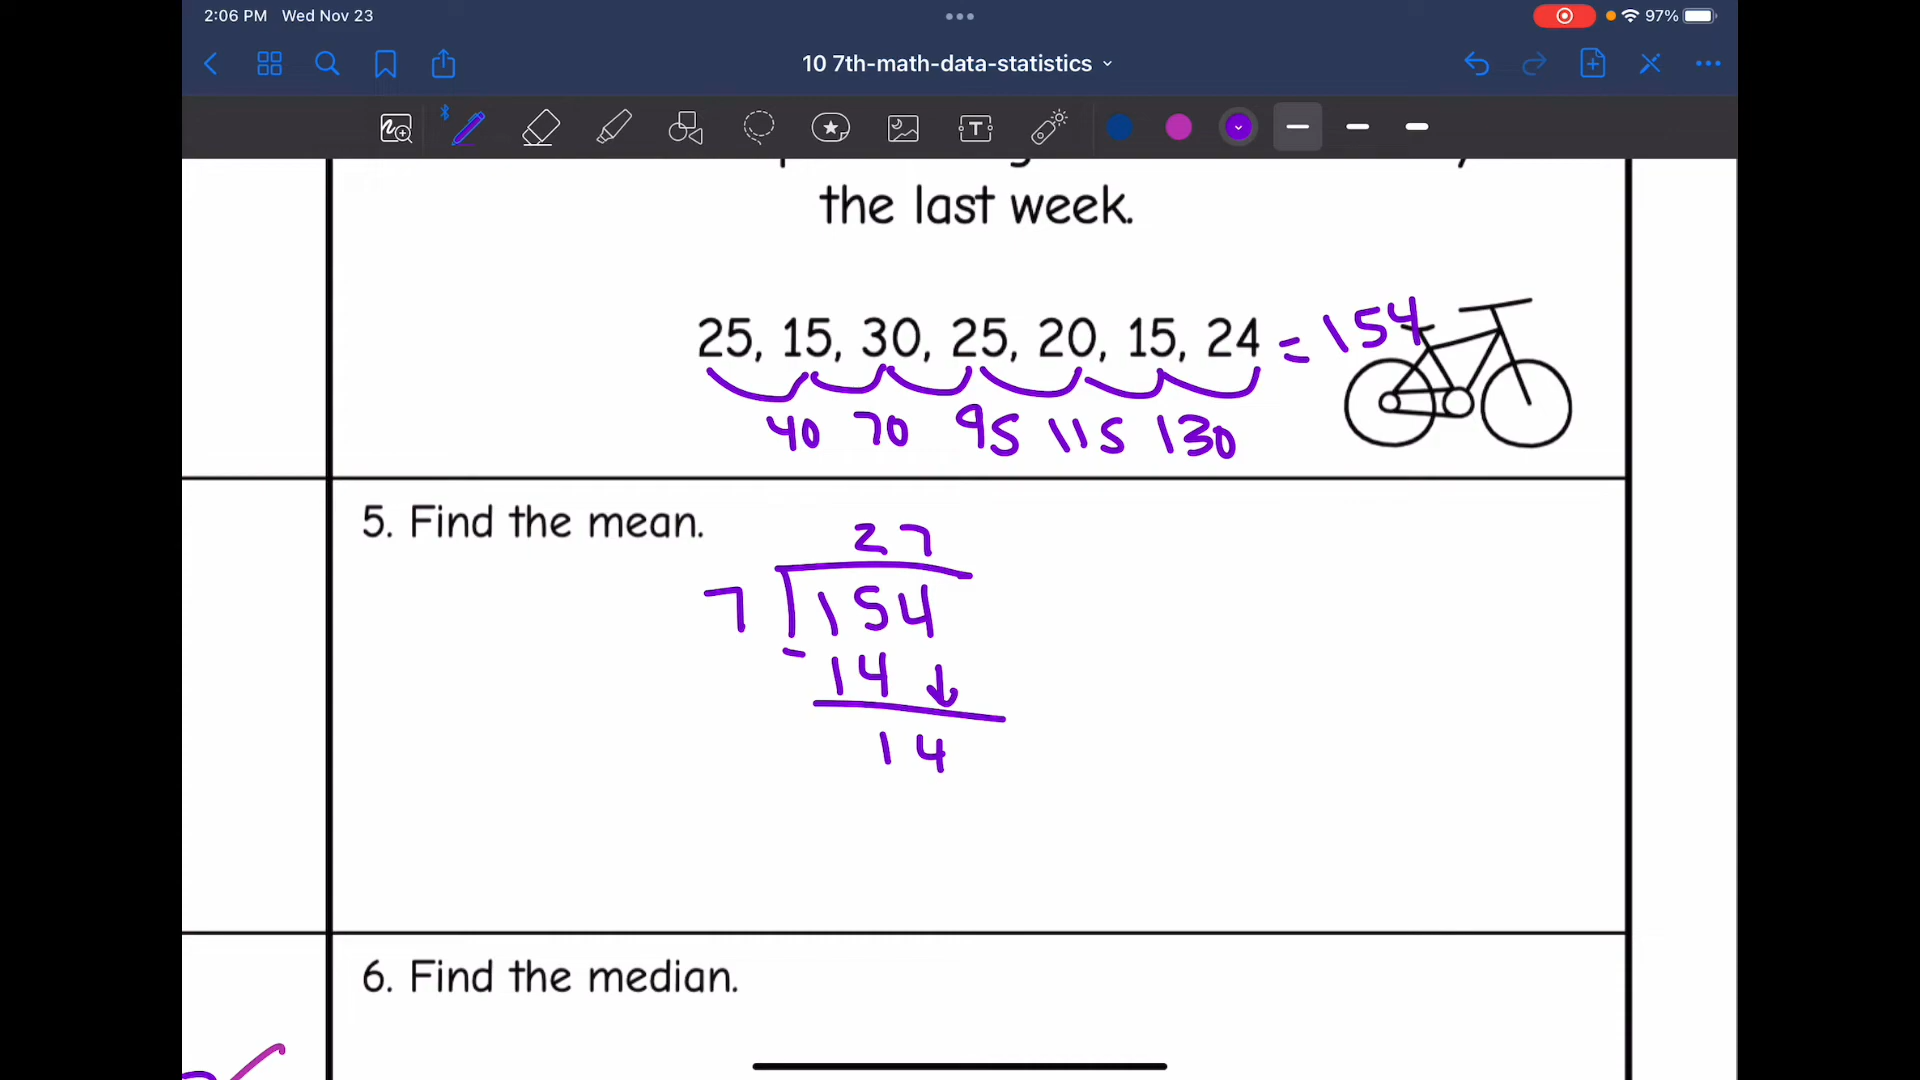 2:06 PM Wed Nov 23
97%
10 7th-math-data-statistics
T
the last week.
25, 15, 30, 25, 20, 15, 24 = 154
40 70 95 115 130
5. Find the mean.
27
7 154
- 14
14
6. Find the median.